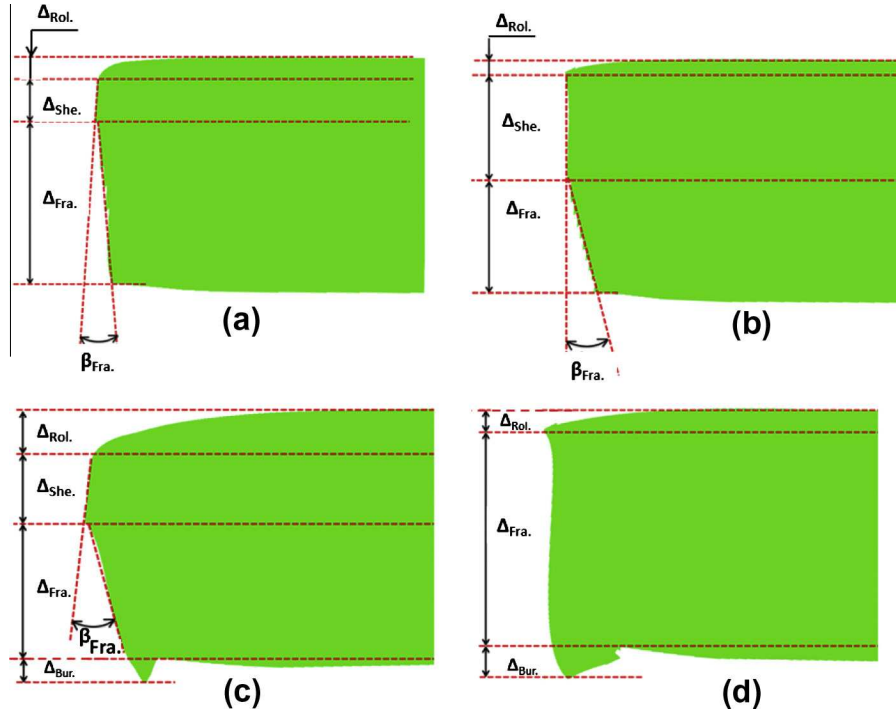 ΔRol.
ΔShe.
ΔFra.
βFra.
(a)
ΔRol.
ΔShe.
ΔFra.
βFra.
(b)
ΔRol.
ΔShe.
ΔFra.
βFra.
ΔBur.
(c)
ΔRol.
ΔFra.
ΔBur.
(d)